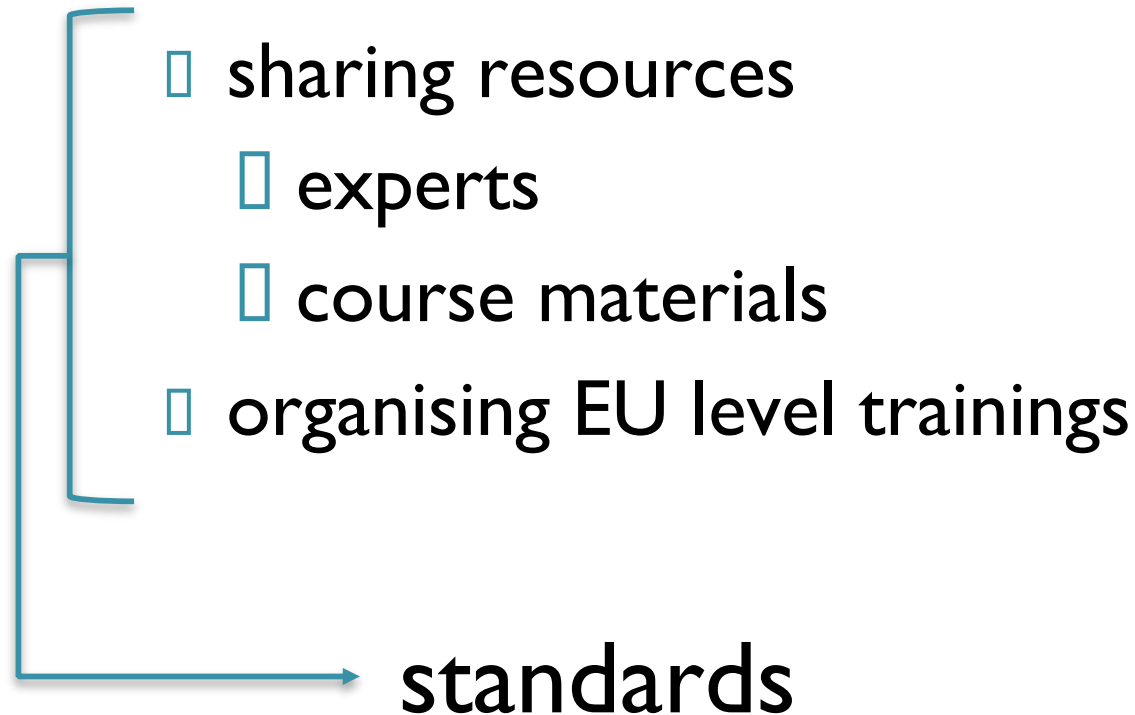 sharing resources
experts
course materials
organising EU level trainings
standards